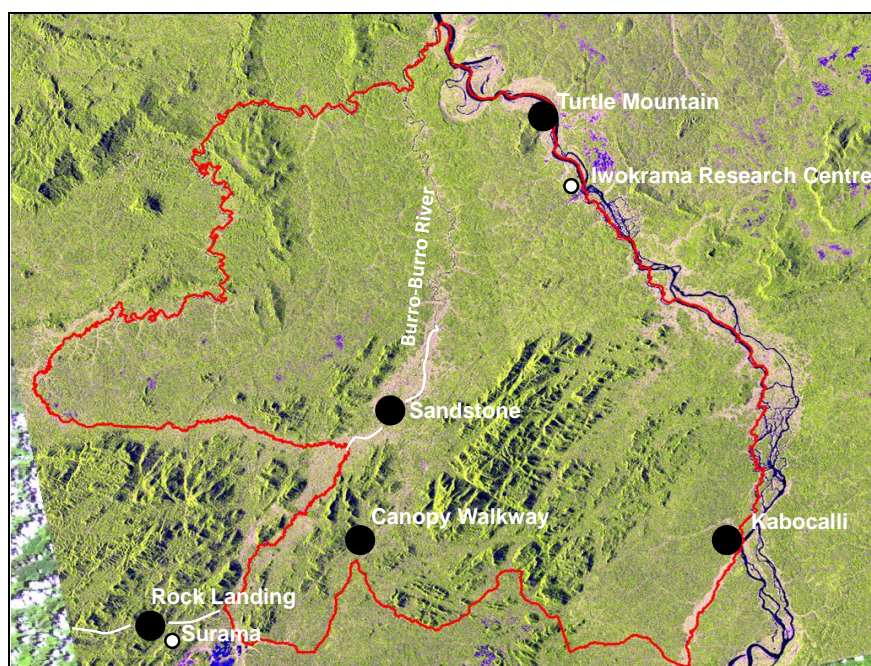 Turtle Mountain
Iwokrama Research Centre
Burro-Burro River
Sandstone
Canopy Walkway
Kabocalli
Rock Landing
Surama